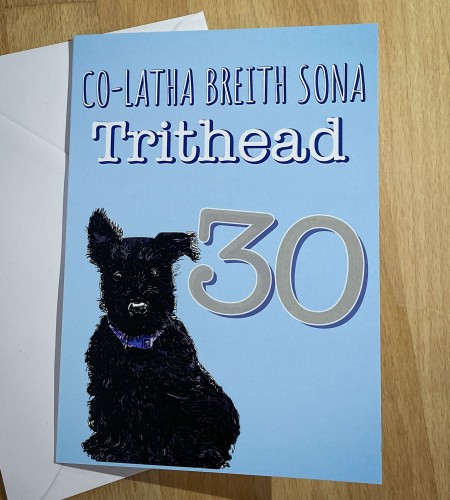 CO-LATHA BREITH SONA
Trithead
30